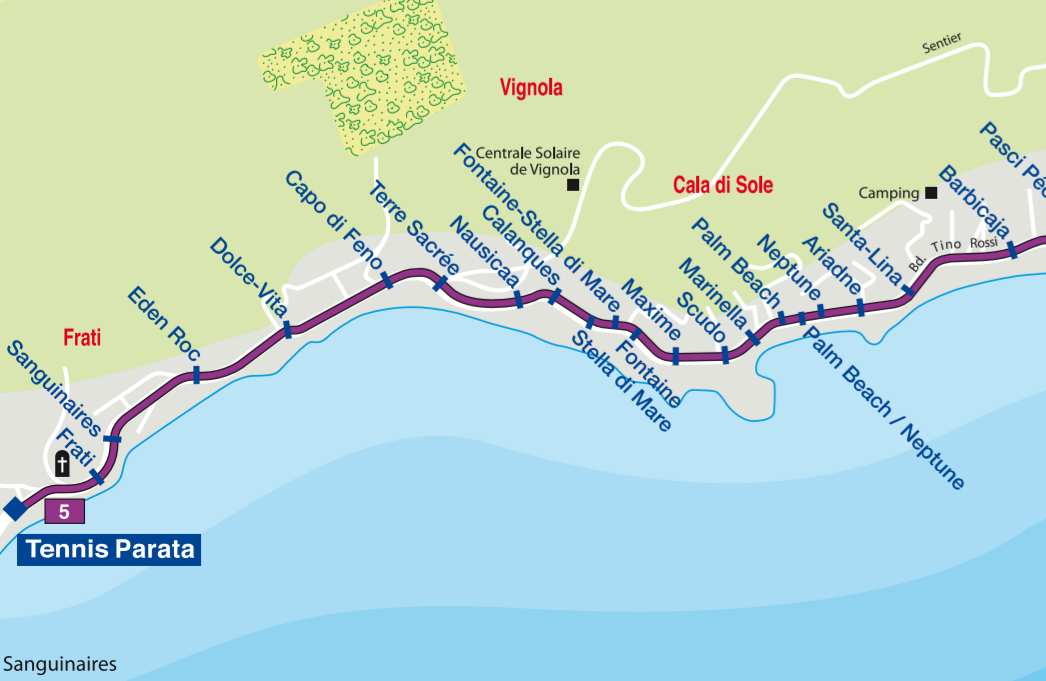 Sentier
Vignola
Centrale Solaire
de Vignola
Cala di Sole
Camping
Pasci
Barbicaja
Bd. Tino Rossi
Santa-Lina
Ariadne
Neptune
Palm Beach
Palm Beach / Neptune
Marinella
Scudo
Maxime
Fontaine
Fontaine-Stella di Mare
Stella di Mare
Calanques
Nausicaa
Terre Sacrée
Capo di Feno
Dolce-Vita
Eden Roc
Frati
Sanguinaires
Frati
5
Tennis Parata
Sanguinaires